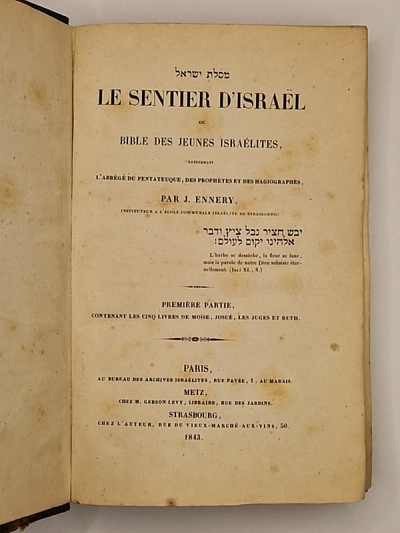 מסלת ישראל
LE SENTIER D'ISRAËL
OU
BIBLE DES JEUNES ISRAÉLITES,
RENFERMANT
L'ABRÉGÉ DU PENTATEUQUE, DES PROPHÈTES ET DES HAGIOGRAPHES,
PAR J. ENNERY,
INSTITUTEUR A L'ÉCOLE COMMUNALE ISRAÉLITE DE STRASBOURG.
יבש חציר נבל ציץ ודבר
אלהינו יקום לעולם:
L'herbe se dessèche, la fleur se fane,
mais la parole de notre Dieu subsiste éter-
nellement. (ISAÏ XL, 8.)
PREMIÈRE PARTIE,
CONTENANT LES CINQ LIVRES DE MOÏSE, JOSUÉ, LES JUGES ET RUTH.
PARIS,
AU BUREAU DES ARCHIVES ISRAÉLITES, RUE PAVÉE, 1, AU MARAIS.
METZ,
CHEZ M. GERSON LEVY, LIBRAIRE, RUE DES JARDINS.
STRASBOURG,
CHEZ L'AUTEUR, RUE DU VIEUX-MARCHÉ-AUX-VINS, 50.
1843.